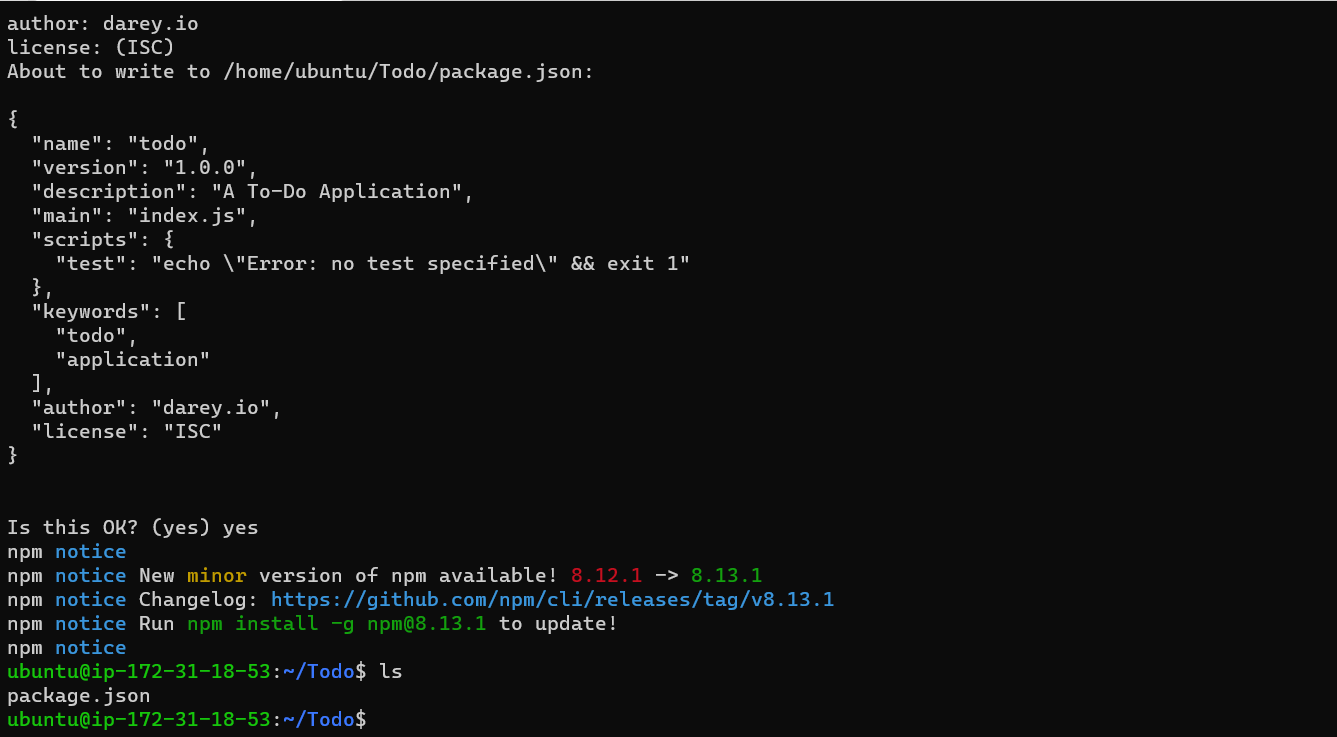 author: darey.io
license: (ISC)
About to write to /home/ubuntu/Todo/package.json:

{
  "name": "todo",
  "version": "1.0.0",
  "description": "A To-Do Application",
  "main": "index.js",
  "scripts": {
    "test": "echo \"Error: no test specified\" && exit 1"
  },
  "keywords": [
    "todo",
    "application"
  ],
  "author": "darey.io",
  "license": "ISC"
}


Is this OK? (yes) yes
npm notice
npm notice New minor version of npm available! 8.12.1 -> 8.13.1
npm notice Changelog: https://github.com/npm/cli/releases/tag/v8.13.1
npm notice Run npm install -g npm@8.13.1 to update!
npm notice
ubuntu@ip-172-31-18-53:~/Todo$ ls
package.json
ubuntu@ip-172-31-18-53:~/Todo$